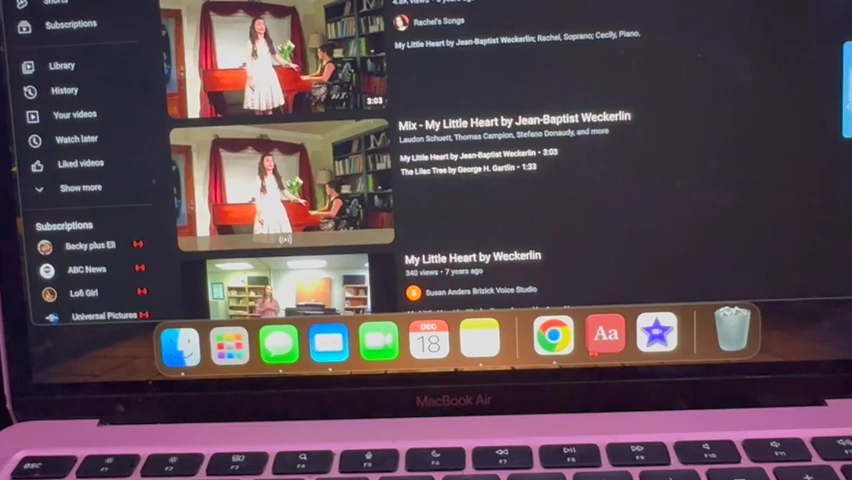 Shorts
Subscriptions
Library
History
Your videos
Watch later
Liked videos
Show more
Subscriptions
Becky plus Eli
ABC News
Lofi Girl
Universal Pictures
3:03
Rachel's Songs
My Little Heart by Jean-Baptist Weckerlin; Rachel, Soprano; Cecily, Piano.
Mix - My Little Heart by Jean-Baptist Weckerlin
Laudon Schuett, Thomas Campion, Stefano Donaudy, and more
My Little Heart by Jean-Baptist Weckerlin • 3:03
The Lilac Tree by George H. Gartlin • 1:33
My Little Heart by Weckerlin
340 views • 7 years ago
S
Susan Anders Brizick Voice Studio
DEC
18
Aa
MacBook Air
esc
F1
F2
F3
F4
F5
F6
F7
F8
F9
F10
F11